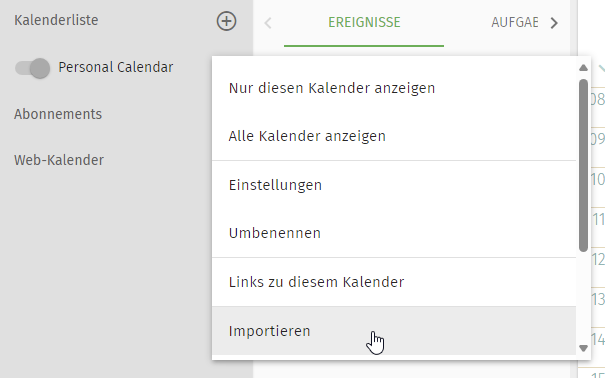 Kalenderliste
EREIGNISSE
AUFGAE
Personal Calendar
Abonnements
Web-Kalender
Nur diesen Kalender anzeigen
Alle Kalender anzeigen
Einstellungen
Umbenennen
Links zu diesem Kalender
Importieren
08
09
10
11
12
13
14